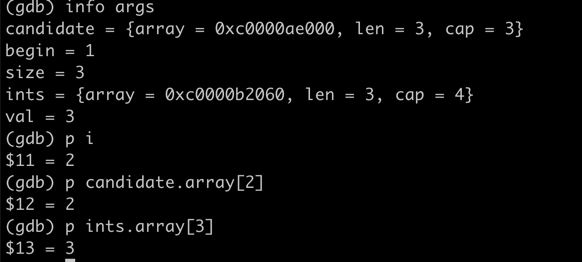 (gdb) info args
candidate = {array = 0xc0000ae000, len = 3, cap = 3}
begin = 1
size = 3
ints = {array = 0xc0000b2060, len = 3, cap = 4}
val = 3
(gdb) p i
$11 = 2
(gdb) p candidate.array[2]
$12 = 2
(gdb) p ints.array[3]
$13 = 3